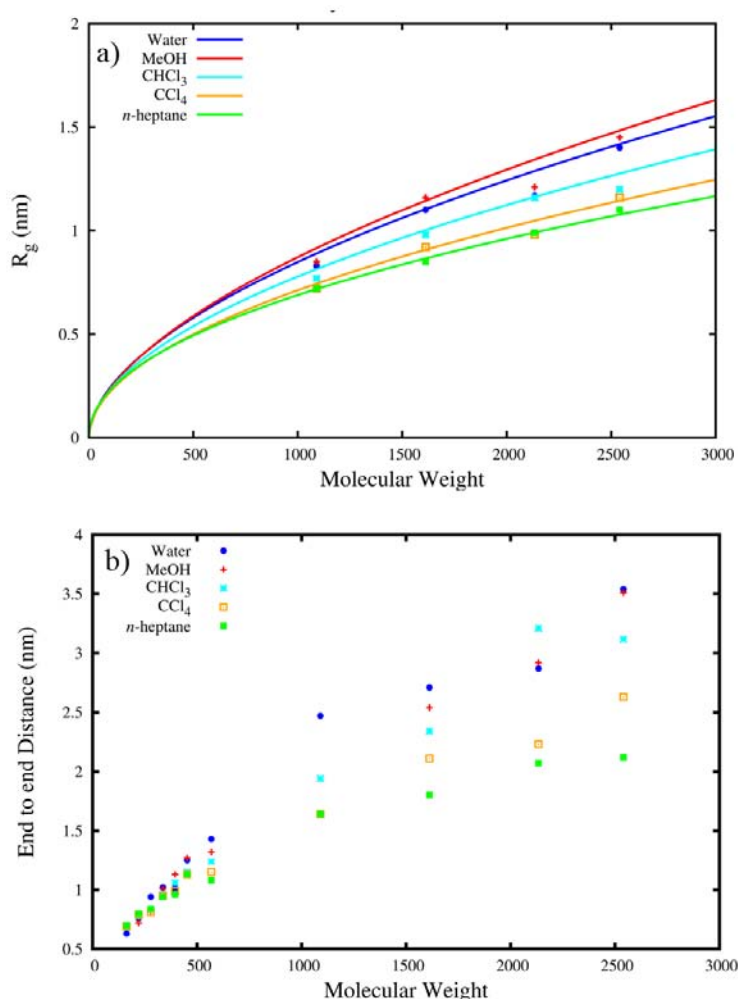 2
a)
Water
MeOH
CHCl₃
CCl₄
n-heptane
1.5
1
0.5
0
R_g (nm)
0 500 1000 1500 2000 2500 3000
Molecular Weight
4
b)
Water
MeOH
CHCl₃
CCl₄
n-heptane
3.5
3
2.5
2
1.5
1
0.5
End to end Distance (nm)
0 500 1000 1500 2000 2500 3000
Molecular Weight